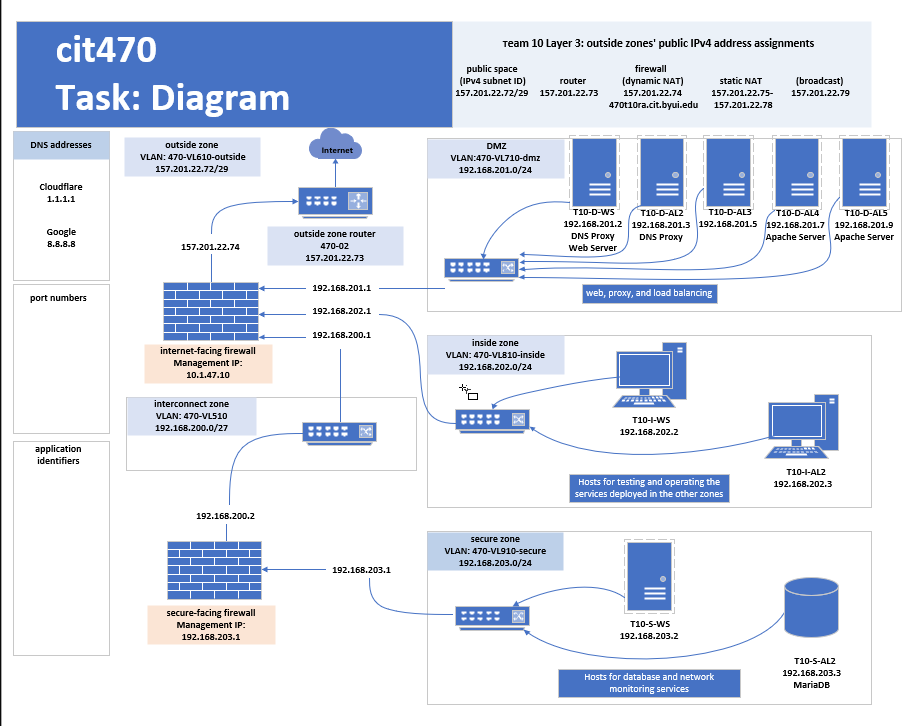 cit470
Task: Diagram
Team 10 Layer 3: outside zones' public IPv4 address assignments
public space
(IPv4 subnet ID)
157.201.22.72/29
router
157.201.22.73
firewall
(dynamic NAT)
157.201.22.74
470t10ra.cit.byui.edu
static NAT
157.201.22.75-
157.201.22.78
(broadcast)
157.201.22.79
DNS addresses
Cloudflare
1.1.1.1
Google
8.8.8.8
port numbers
application
identifiers
outside zone
VLAN: 470-VL610-outside
157.201.22.72/29
Internet
outside zone router
470-02
157.201.22.73
157.201.22.74
192.168.201.1
192.168.202.1
192.168.200.1
internet-facing firewall
Management IP:
10.1.47.10
interconnect zone
VLAN: 470-VL510
192.168.200.0/27
192.168.200.2
secure-facing firewall
Management IP:
192.168.203.1
192.168.203.1
DMZ
VLAN:470-VL710-dmz
192.168.201.0/24
T10-D-WS
192.168.201.2
DNS Proxy
Web Server
T10-D-AL2
192.168.201.3
DNS Proxy
T10-D-AL3
192.168.201.5
T10-D-AL4
192.168.201.7
Apache Server
T10-D-AL5
192.168.201.9
Apache Server
web, proxy, and load balancing
inside zone
VLAN: 470-VL810-inside
192.168.202.0/24
T10-I-WS
192.168.202.2
T10-I-AL2
192.168.202.3
Hosts for testing and operating the
services deployed in the other zones
secure zone
VLAN: 470-VL910-secure
192.168.203.0/24
T10-S-WS
192.168.203.2
T10-S-AL2
192.168.203.3
MariaDB
Hosts for database and network
monitoring services